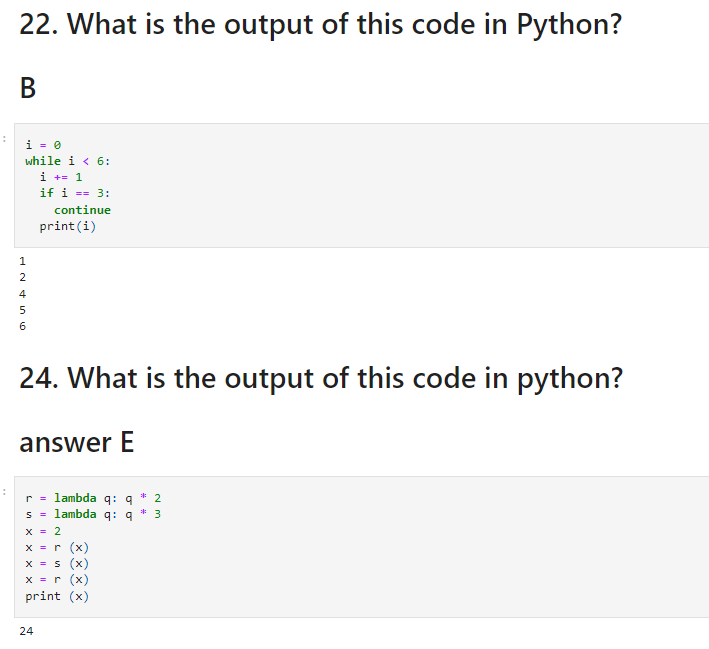 22. What is the output of this code in Python?
B
:
i = 0
while i < 6:
  i += 1
  if i == 3:
    continue
  print(i)
1
2
4
5
6
24. What is the output of this code in python?
answer E
:
r = lambda q: q * 2
s = lambda q: q * 3
x = 2
x = r (x)
x = s (x)
x = r (x)
print (x)
24